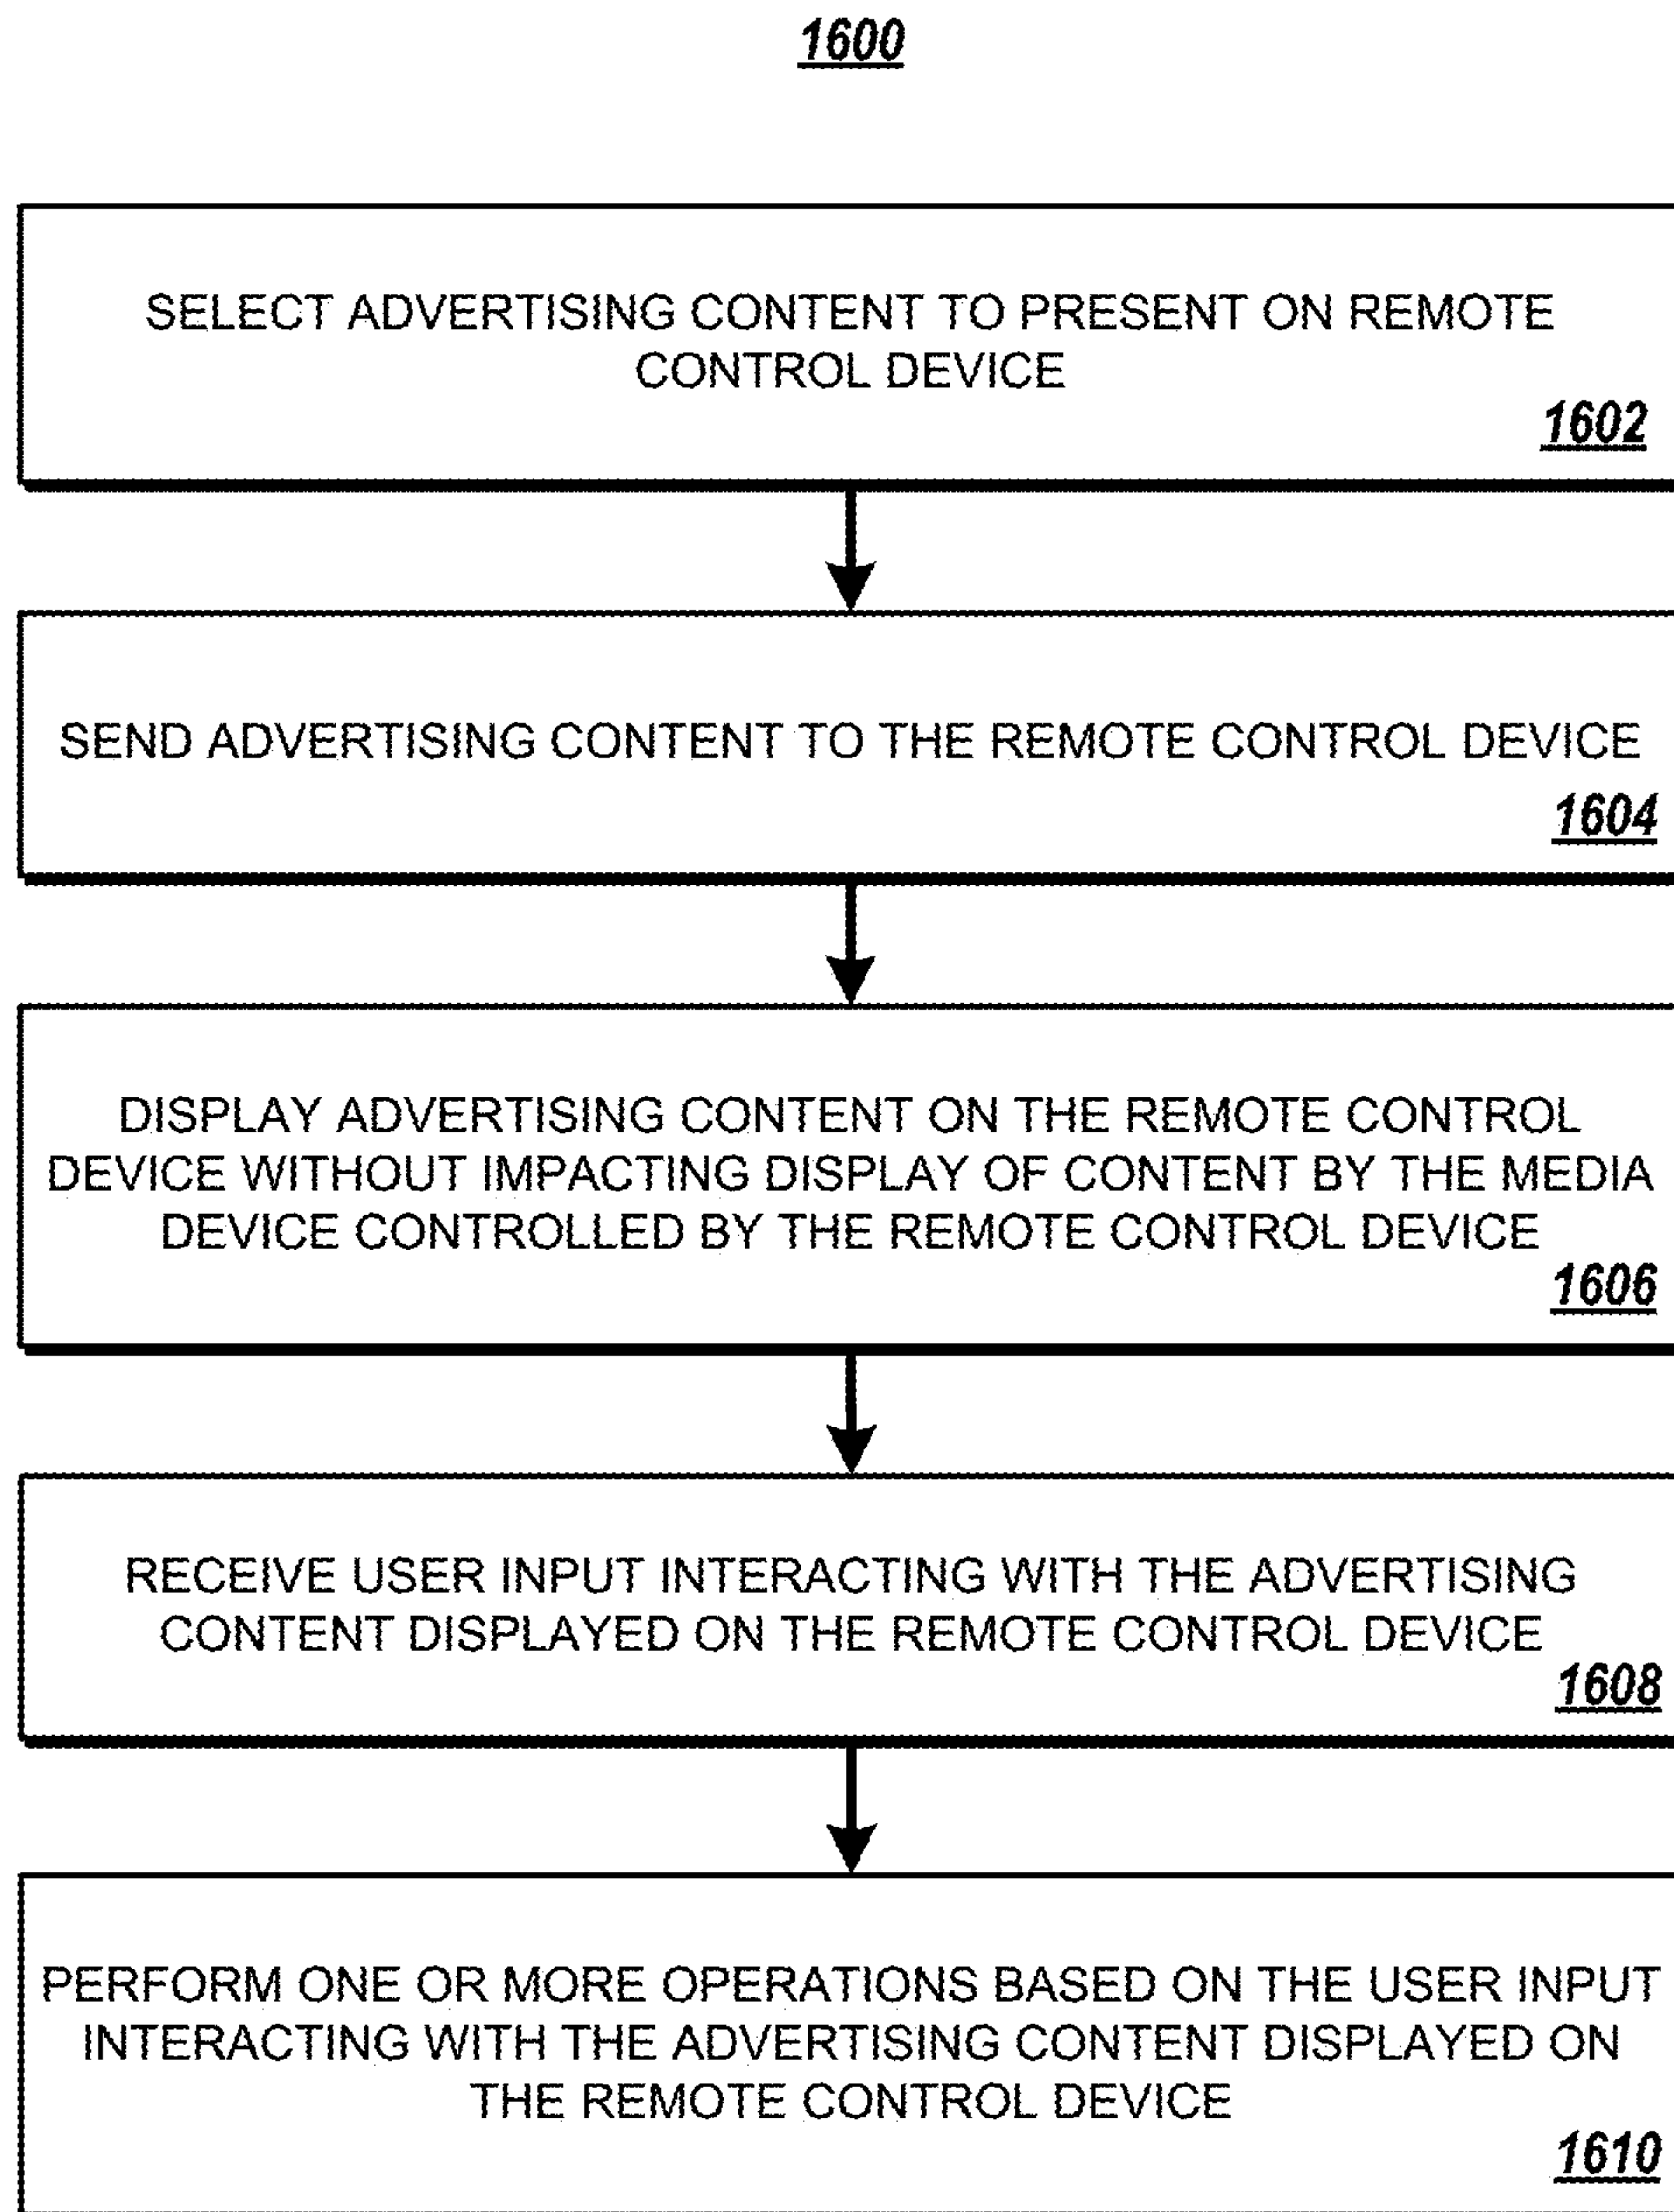 1600
SELECT ADVERTISING CONTENT TO PRESENT ON REMOTE
CONTROL DEVICE
1602
SEND ADVERTISING CONTENT TO THE REMOTE CONTROL DEVICE
1604
DISPLAY ADVERTISING CONTENT ON THE REMOTE CONTROL
DEVICE WITHOUT IMPACTING DISPLAY OF CONTENT BY THE MEDIA
DEVICE CONTROLLED BY THE REMOTE CONTROL DEVICE
1606
RECEIVE USER INPUT INTERACTING WITH THE ADVERTISING
CONTENT DISPLAYED ON THE REMOTE CONTROL DEVICE
1608
PERFORM ONE OR MORE OPERATIONS BASED ON THE USER INPUT
INTERACTING WITH THE ADVERTISING CONTENT DISPLAYED ON
THE REMOTE CONTROL DEVICE
1610